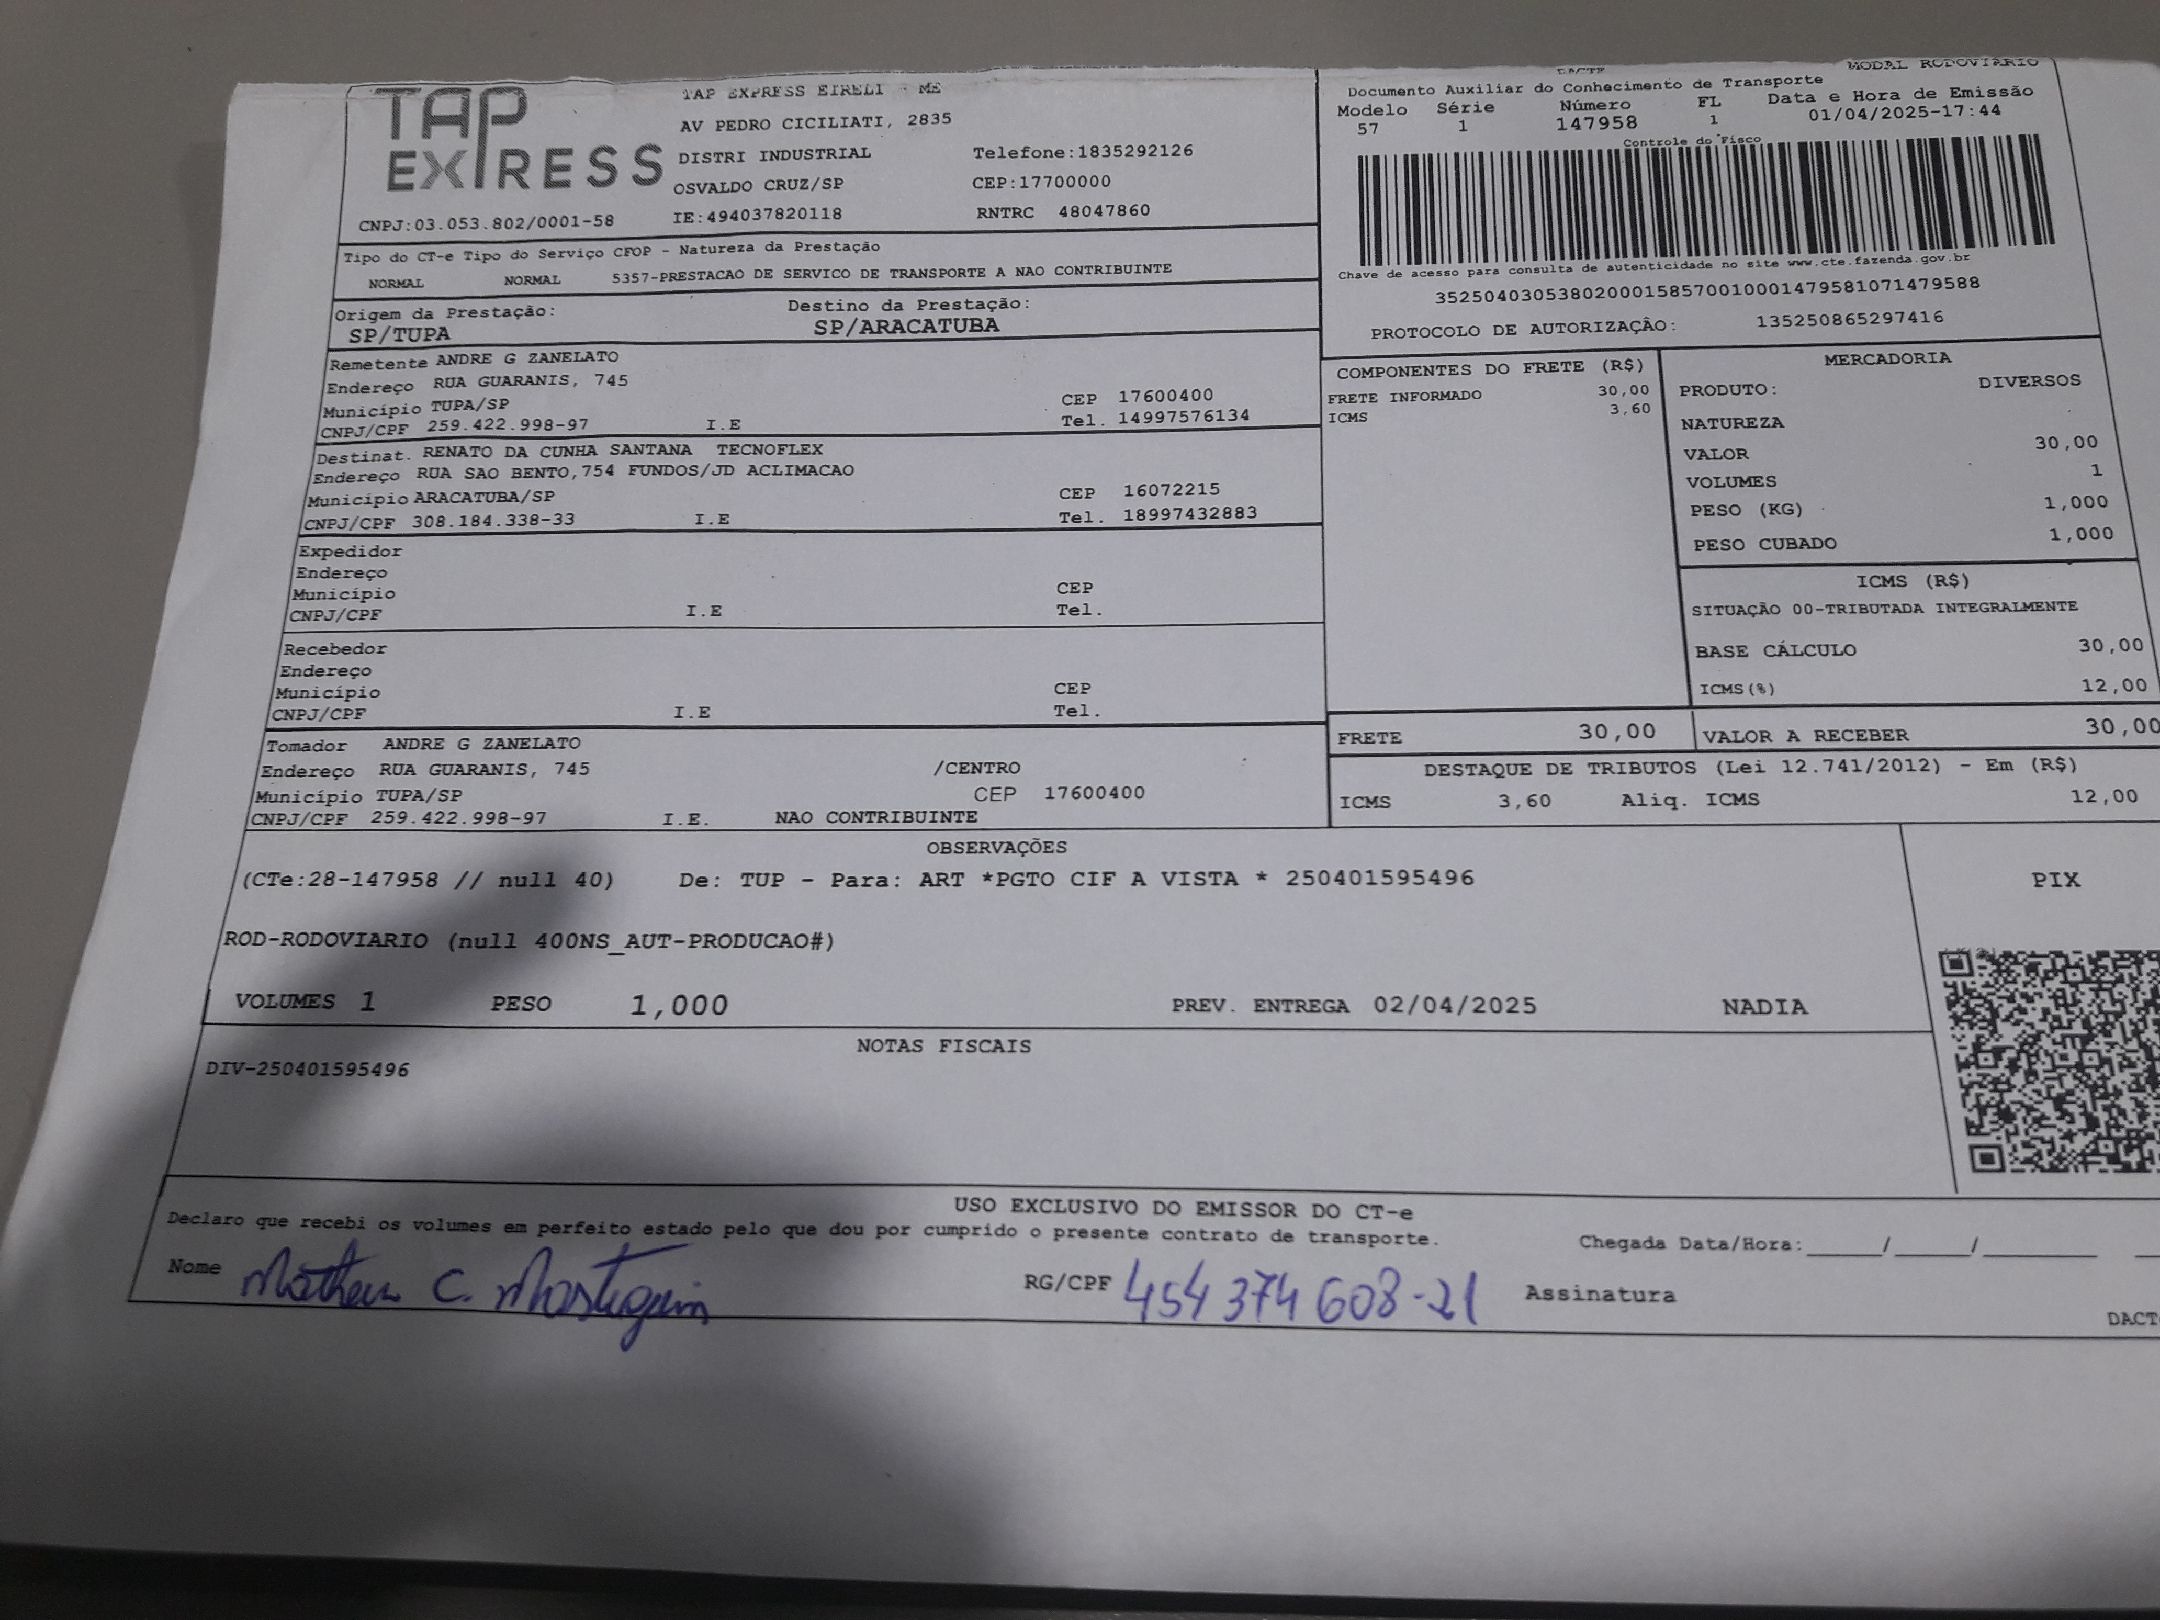 TAP EXPRESS
TAP EXPRESS EIRELI - ME
AV PEDRO CICILIATI, 2835
DISTRI INDUSTRIAL Telefone:1835292126
OSVALDO CRUZ/SP CEP:17700000
CNPJ:03.053.802/0001-58 IE:494037820118 RNTRC 48047860
DACTE MODAL RODOVIÁRIO
Documento Auxiliar do Conhecimento de Transporte
Modelo Série Número FL Data e Hora de Emissão
57 1 147958 1 01/04/2025-17:44
Controle do Fisco
Chave de acesso para consulta de autenticidade no site www.cte.fazenda.gov.br
35250403053802000158570010001479581071479588
PROTOCOLO DE AUTORIZAÇÃO: 135250865297416
Tipo do CT-e Tipo do Serviço CFOP - Natureza da Prestação
NORMAL NORMAL 5357-PRESTACAO DE SERVICO DE TRANSPORTE A NAO CONTRIBUINTE
Origem da Prestação: Destino da Prestação:
SP/TUPA SP/ARACATUBA
Remetente ANDRE G ZANELATO
Endereço RUA GUARANIS, 745
Município TUPA/SP CEP 17600400
CNPJ/CPF 259.422.998-97 I.E Tel. 14997576134
Destinat. RENATO DA CUNHA SANTANA TECNOFLEX
Endereço RUA SAO BENTO,754 FUNDOS/JD ACLIMACAO
Município ARACATUBA/SP CEP 16072215
CNPJ/CPF 308.184.338-33 I.E Tel. 18997432883
Expedidor
Endereço
Município CEP
CNPJ/CPF I.E Tel.
Recebedor
Endereço
Município CEP
CNPJ/CPF I.E Tel.
Tomador ANDRE G ZANELATO
Endereço RUA GUARANIS, 745 /CENTRO
Município TUPA/SP CEP 17600400
CNPJ/CPF 259.422.998-97 I.E. NAO CONTRIBUINTE
COMPONENTES DO FRETE (R$)
FRETE INFORMADO 30,00
ICMS 3,60
MERCADORIA
PRODUTO: DIVERSOS
NATUREZA
VALOR 30,00
VOLUMES 1
PESO (KG) 1,000
PESO CUBADO 1,000
ICMS (R$)
SITUAÇÃO 00-TRIBUTADA INTEGRALMENTE
BASE CÁLCULO 30,00
ICMS(%) 12,00
FRETE 30,00 VALOR A RECEBER 30,00
DESTAQUE DE TRIBUTOS (Lei 12.741/2012) - Em (R$)
ICMS 3,60 Aliq. ICMS 12,00
OBSERVAÇÕES
(CTe:28-147958 // null 40) De: TUP - Para: ART *PGTO CIF A VISTA * 250401595496
ROD-RODOVIARIO (null 400NS_AUT-PRODUCAO#)
VOLUMES 1 PESO 1,000 PREV. ENTREGA 02/04/2025 NADIA
PIX
NOTAS FISCAIS
DIV-250401595496
USO EXCLUSIVO DO EMISSOR DO CT-e
Declaro que recebi os volumes em perfeito estado pelo que dou por cumprido o presente contrato de transporte.
Chegada Data/Hora:____/____/______
Nome Matheus C. RG/CPF 454374608-21 Assinatura
DACT